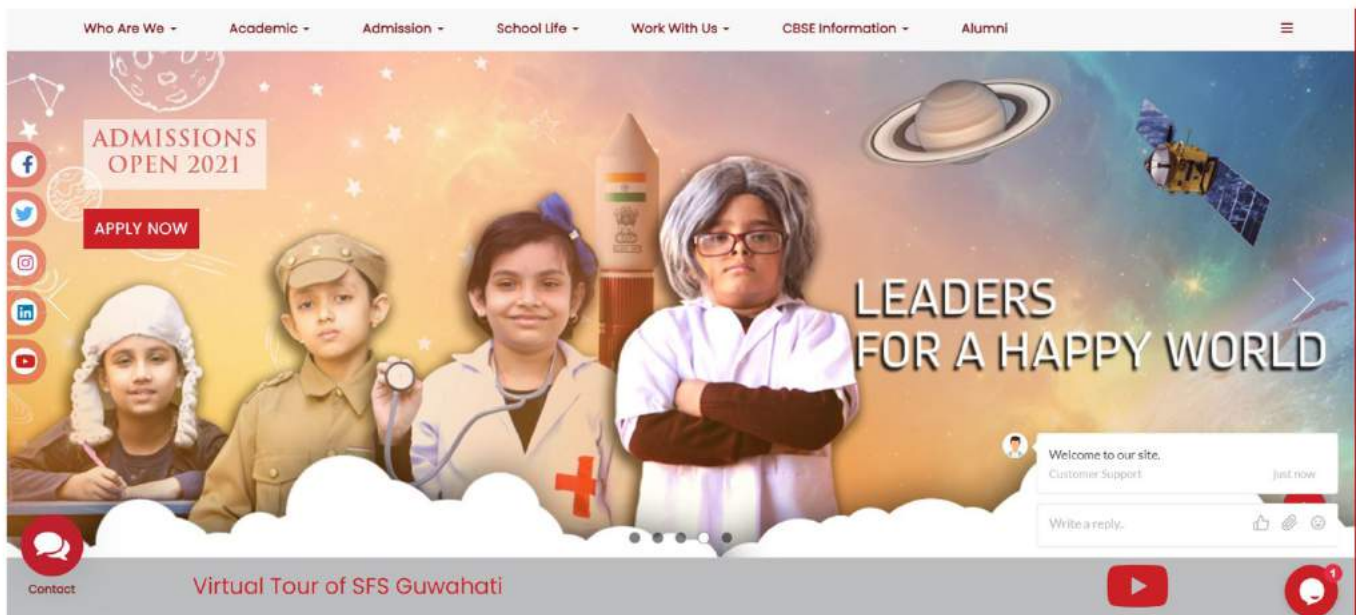 Who Are We
Academic
Admission
School Life
Work With Us
CBSE Information
Alumni
ADMISSIONS
OPEN 2021
APPLY NOW
LEADERS
FOR A HAPPY WORLD
Welcome to our site.
Customer Support
Just now
Write a reply..
Contact
Virtual Tour of SFS Guwahati
1